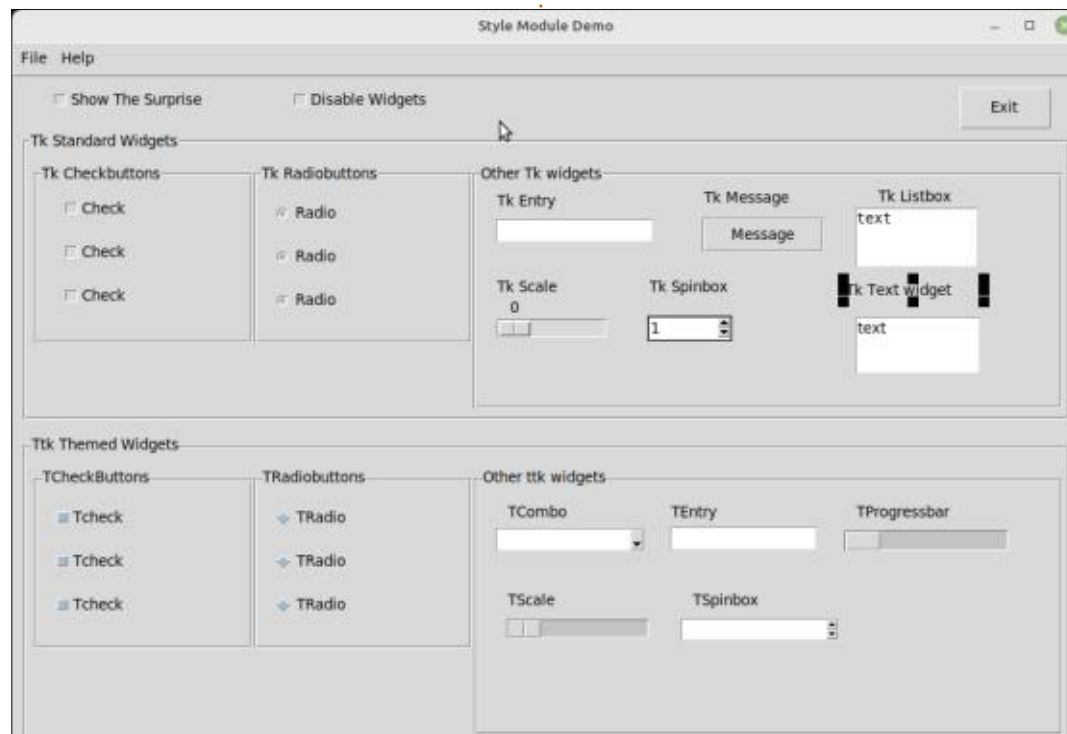 Style Module Demo
File Help
Show The Surprise Disable Widgets
Exit
Tk Standard Widgets
Tk Checkbuttons
Check
Check
Check
Tk Radiobuttons
Radio
Radio
Radio
Other Tk widgets
Tk Entry
Tk Message
Message
Tk Listbox
text
Tk Scale
0
Tk Spinbox
1
Tk Text widget
text
Ttk Themed Widgets
TCheckButtons
Tcheck
Tcheck
Tcheck
TRadiobuttons
TRadio
TRadio
TRadio
Other ttk widgets
TCombo
TEntry
TProgressbar
TScale
TSpinbox